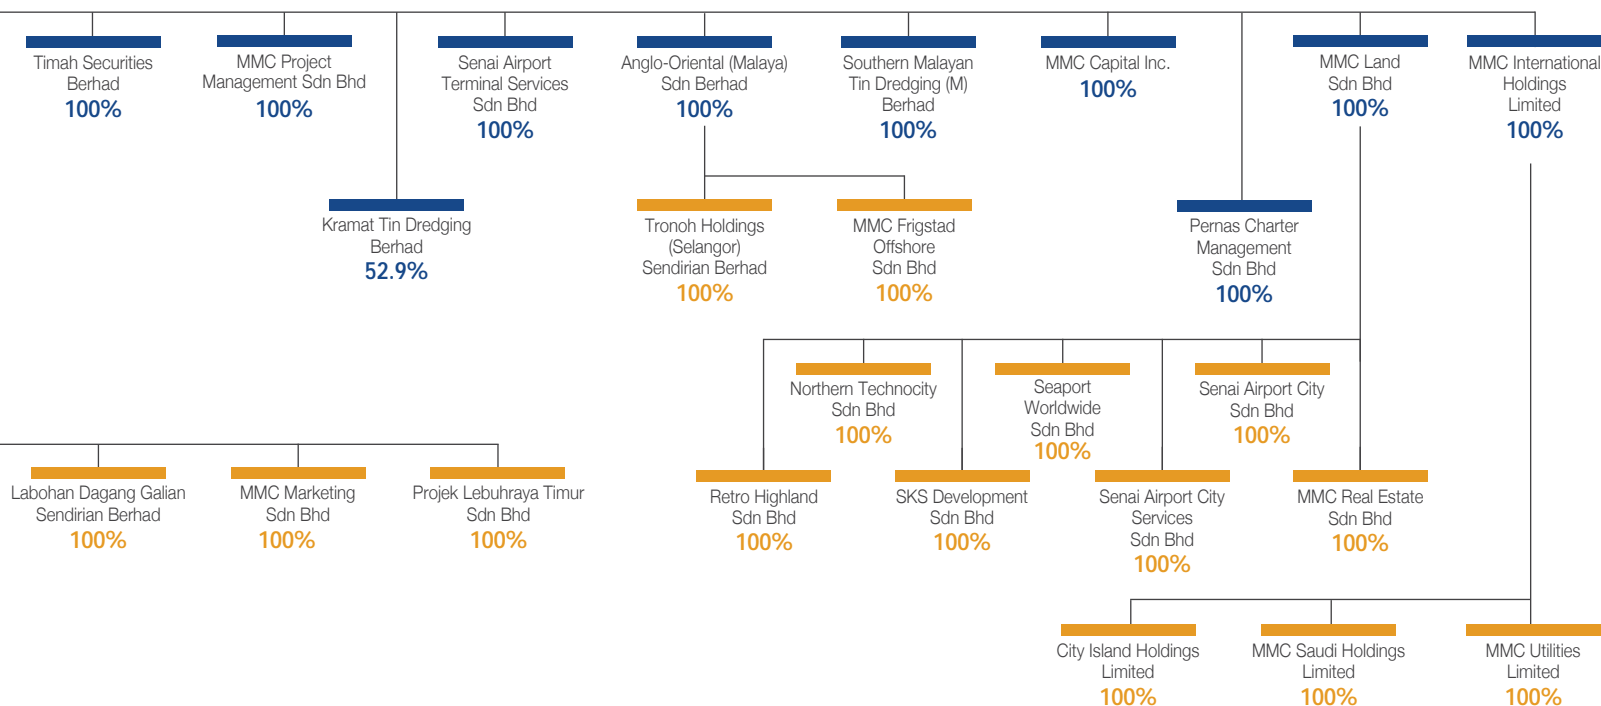 Timah Securities
Berhad
100%
MMC Project
Management Sdn Bhd
100%
Senai Airport
Terminal Services
Sdn Bhd
100%
Anglo-Oriental (Malaya)
Sdn Berhad
100%
Southern Malayan
Tin Dredging (M)
Berhad
100%
MMC Capital Inc.
100%
MMC Land
Sdn Bhd
100%
MMC International
Holdings
Limited
100%
Kramat Tin Dredging
Berhad
52.9%
Tronoh Holdings
(Selangor)
Sendirian Berhad
100%
MMC Frigstad
Offshore
Sdn Bhd
100%
Pernas Charter
Management
Sdn Bhd
100%
Northern Technocity
Sdn Bhd
100%
Seaport
Worldwide
Sdn Bhd
100%
Senai Airport City
Sdn Bhd
100%
Labohan Dagang Galian
Sendirian Berhad
100%
MMC Marketing
Sdn Bhd
100%
Projek Lebuhraya Timur
Sdn Bhd
100%
Retro Highland
Sdn Bhd
100%
SKS Development
Sdn Bhd
100%
Senai Airport City
Services
Sdn Bhd
100%
MMC Real Estate
Sdn Bhd
100%
City Island Holdings
Limited
100%
MMC Saudi Holdings
Limited
100%
MMC Utilities
Limited
100%